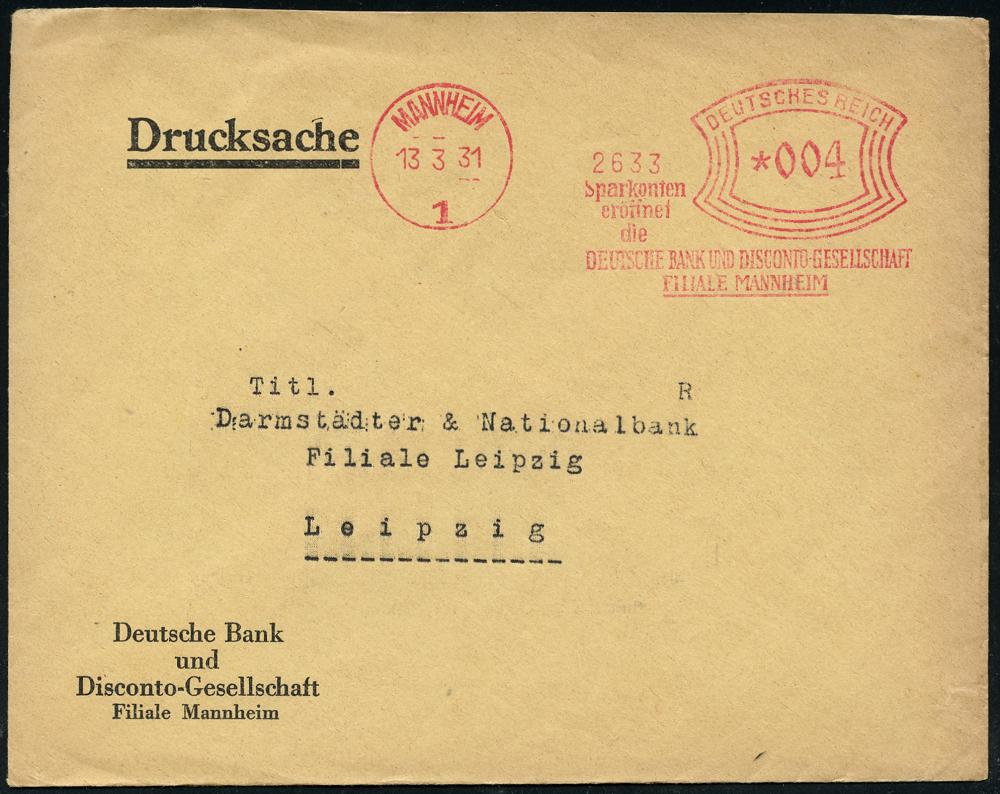 Drucksache
MANNHEIM
13 3 31
1
DEUTSCHES REICH
*004
2633
Sparkonten
eröffnet
die
DEUTSCHE BANK UND DISCONTO-GESELLSCHAFT
FILIALE MANNHEIM
Titl. R
Darmstädter & Nationalbank
Filiale Leipzig
Leipzig
Deutsche Bank
und
Disconto-Gesellschaft
Filiale Mannheim